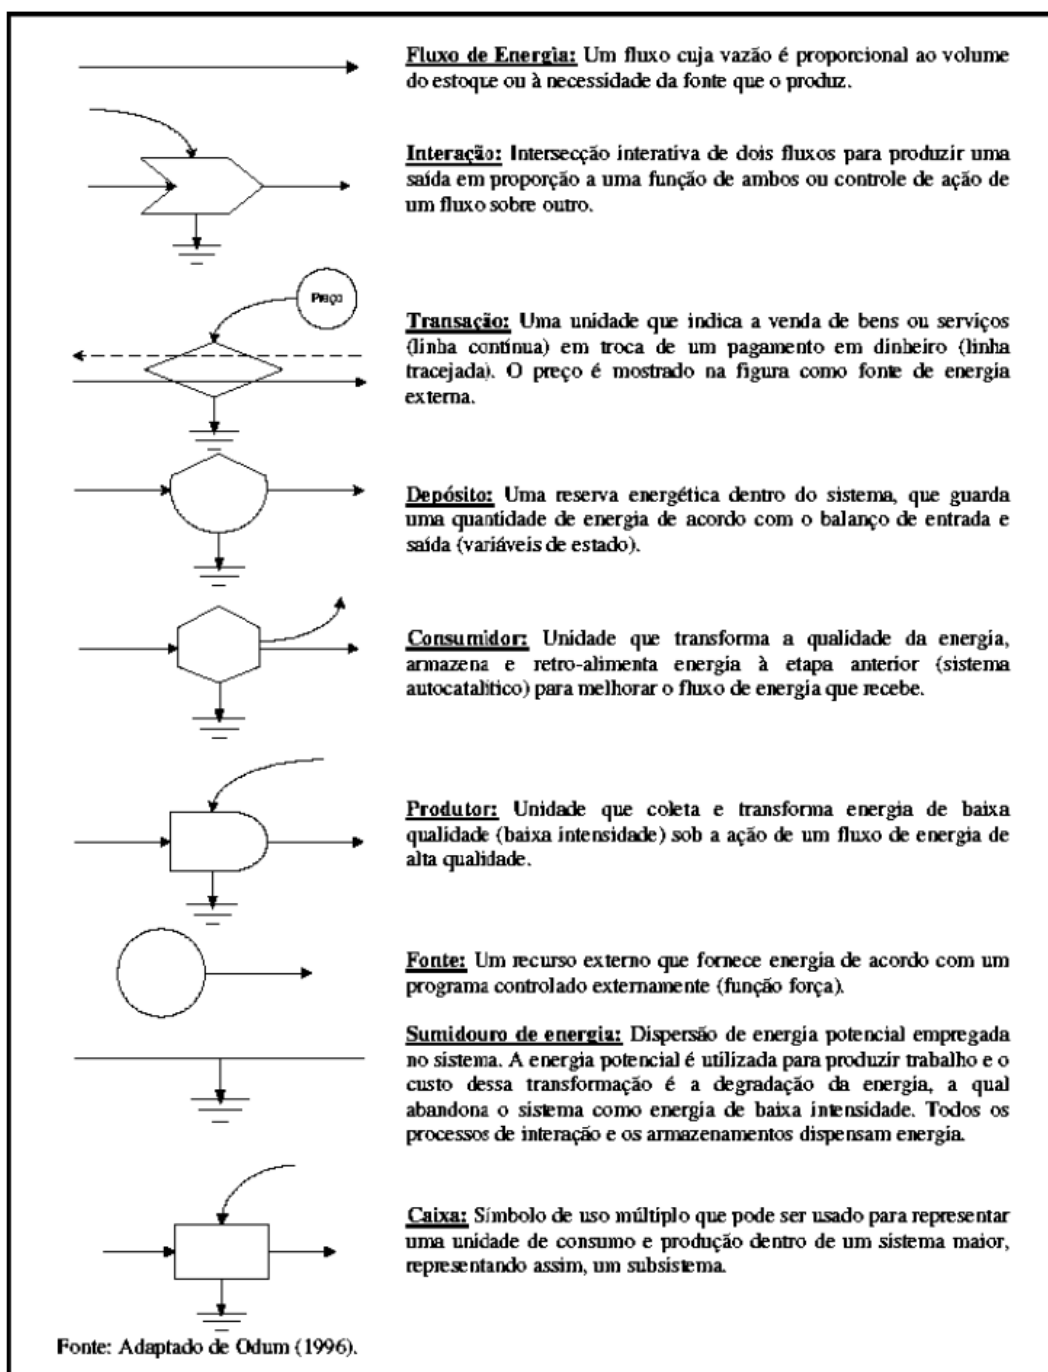 Fluxo de Energia: Um fluxo cuja vazão é proporcional ao volume
do estoque ou à necessidade da fonte que o produz.
Interação: Intersecção interativa de dois fluxos para produzir uma
saída em proporção a uma função de ambos ou controle de ação de
um fluxo sobre outro.
Preço
Transação: Uma unidade que indica a venda de bens ou serviços
(linha contínua) em troca de um pagamento em dinheiro (linha
tracejada). O preço é mostrado na figura como fonte de energia
externa.
Depósito: Uma reserva energética dentro do sistema, que guarda
uma quantidade de energia de acordo com o balanço de entrada e
saída (variáveis de estado).
Consumidor: Unidade que transforma a qualidade da energia,
armazena e retro-alimenta energia à etapa anterior (sistema
autocatalítico) para melhorar o fluxo de energia que recebe.
Produtor: Unidade que coleta e transforma energia de baixa
qualidade (baixa intensidade) sob a ação de um fluxo de energia de
alta qualidade.
Fonte: Um recurso externo que fornece energia de acordo com um
programa controlado externamente (função força).
Sumidouro de energia: Dispersão de energia potencial empregada
no sistema. A energia potencial é utilizada para produzir trabalho e o
custo dessa transformação é a degradação da energia, a qual
abandona o sistema como energia de baixa intensidade. Todos os
processos de interação e os armazenamentos dispensam energia.
Caixa: Símbolo de uso múltiplo que pode ser usado para representar
uma unidade de consumo e produção dentro de um sistema maior,
representando assim, um subsistema.
Fonte: Adaptado de Odum (1996).